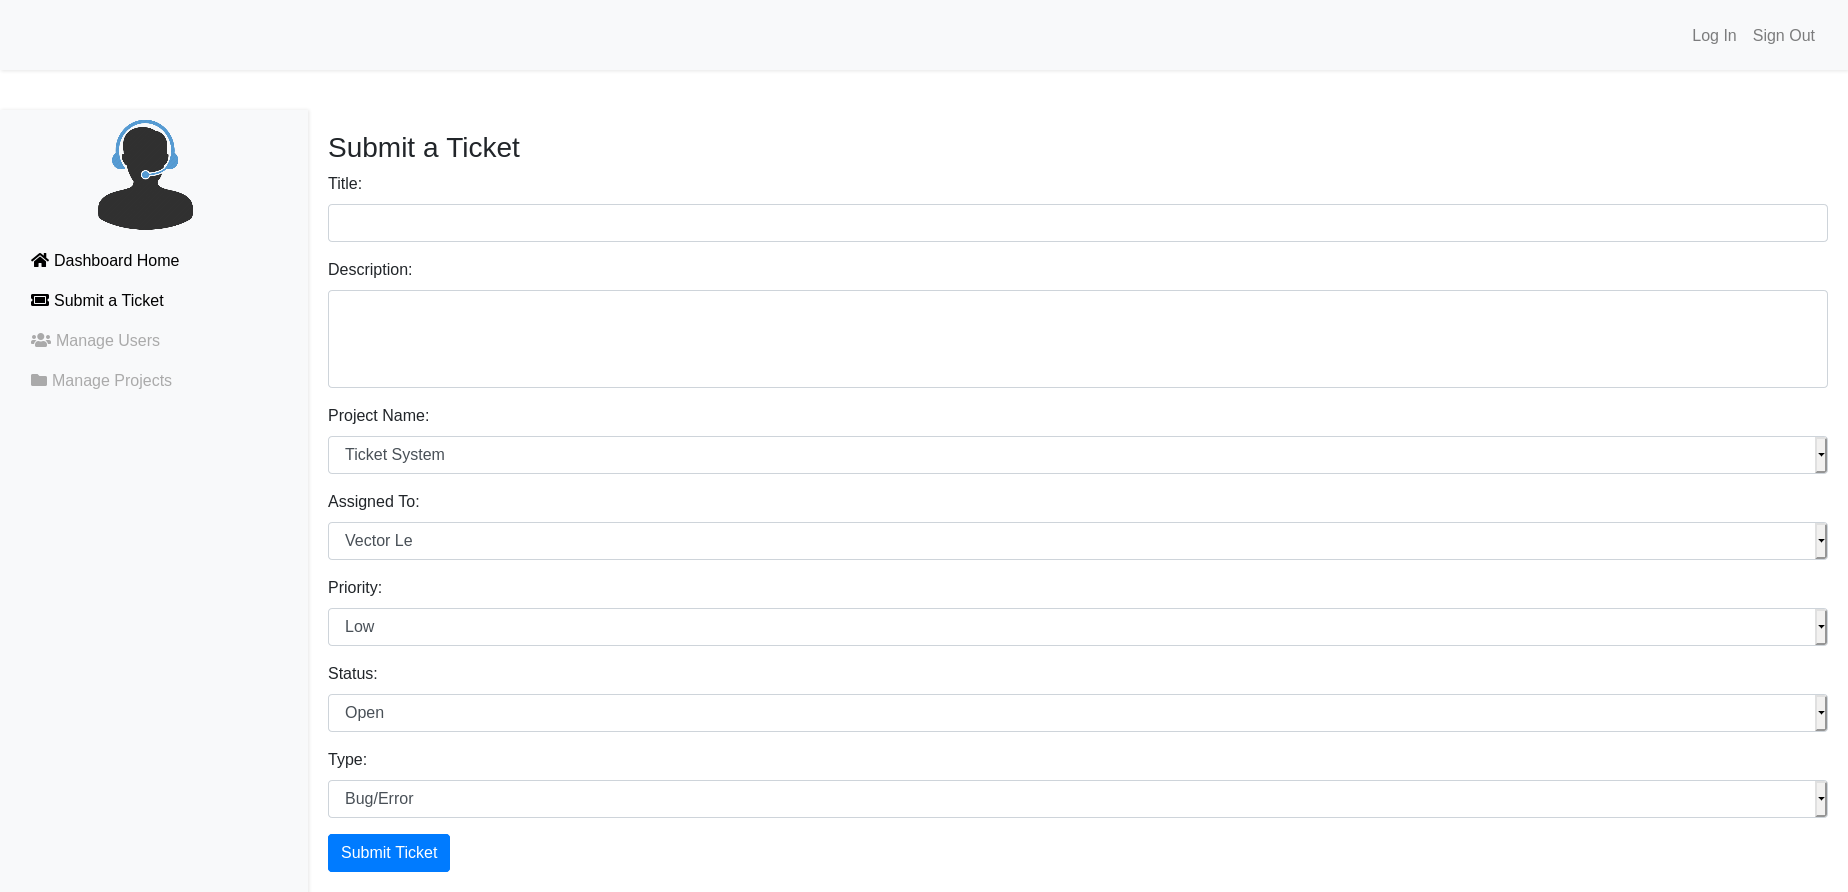 Log In Sign Out
Dashboard Home
Submit a Ticket
Manage Users
Manage Projects
Submit a Ticket
Title:
Description:
Project Name:
Ticket System
Assigned To:
Vector Le
Priority:
Low
Status:
Open
Type:
Bug/Error
Submit Ticket